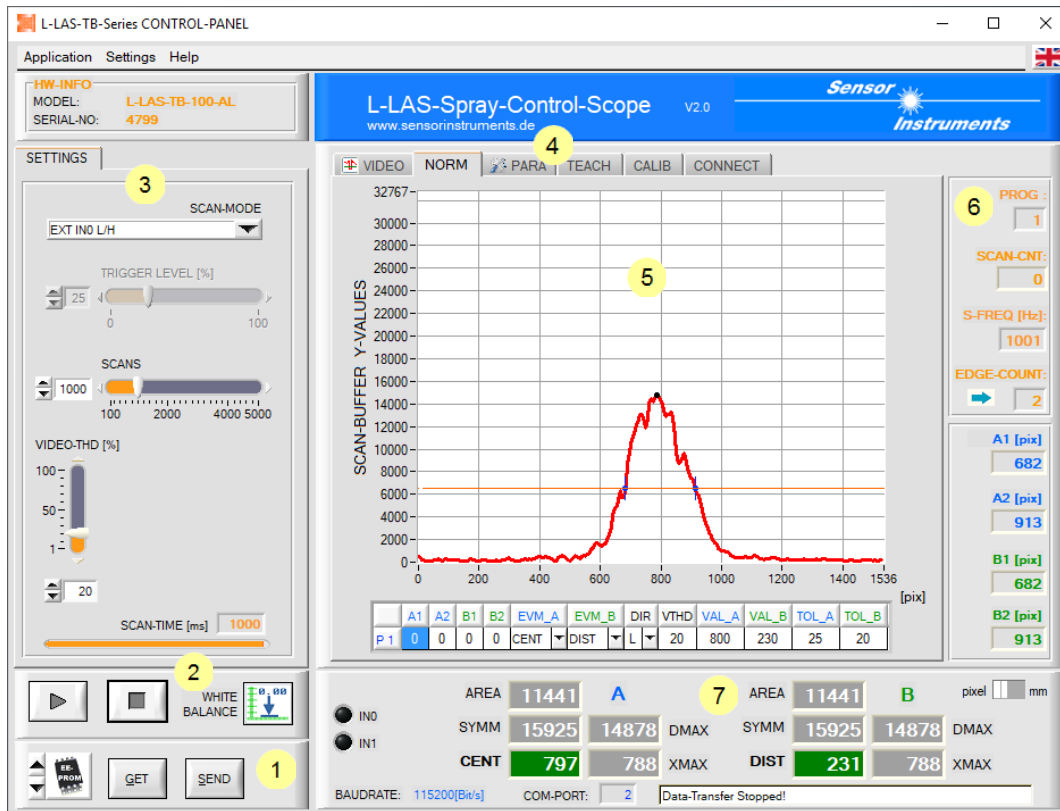 L-LAS-TB-Series CONTROL-PANEL
Application Settings Help
HW-INFO
MODEL: L-LAS-TB-100-AL
SERIAL-NO: 4799
L-LAS-Spray-Control-Scope V2.0
www.sensorinstruments.de
Sensor
Instruments
SETTINGS
3
SCAN-MODE
EXT IN0 L/H
TRIGGER LEVEL [%]
25
0 100
SCANS
1000
100 2000 4000 5000
VIDEO-THD [%]
100
50
1
20
SCAN-TIME [ms] 1000
2
WHITE
BALANCE
0.00
EE-
PROM
GET
SEND
1
4
VIDEO NORM PARA TEACH CALIB CONNECT
5
SCAN-BUFFER Y-VALUES
32767
30000
28000
26000
24000
22000
20000
18000
16000
14000
12000
10000
8000
6000
4000
2000
0
0 200 400 600 800 1000 1200 1400 1536
[pix]
A1 A2 B1 B2 EVM_A EVM_B DIR VTHD VAL_A VAL_B TOL_A TOL_B
P 1 0 0 0 0 CENT DIST L 20 800 230 25 20
6
PROG :
1
SCAN-CNT:
0
S-FREQ [Hz]:
1001
EDGE-COUNT:
2
A1 [pix]
682
A2 [pix]
913
B1 [pix]
682
B2 [pix]
913
IN0
IN1
AREA 11441 A
SYMM 15925 14878 DMAX
CENT 797 788 XMAX
7
AREA 11441 B
SYMM 15925 14878 DMAX
DIST 231 788 XMAX
pixel mm
BAUDRATE: 115200[Bit/s] COM-PORT: 2 Data-Transfer Stopped!